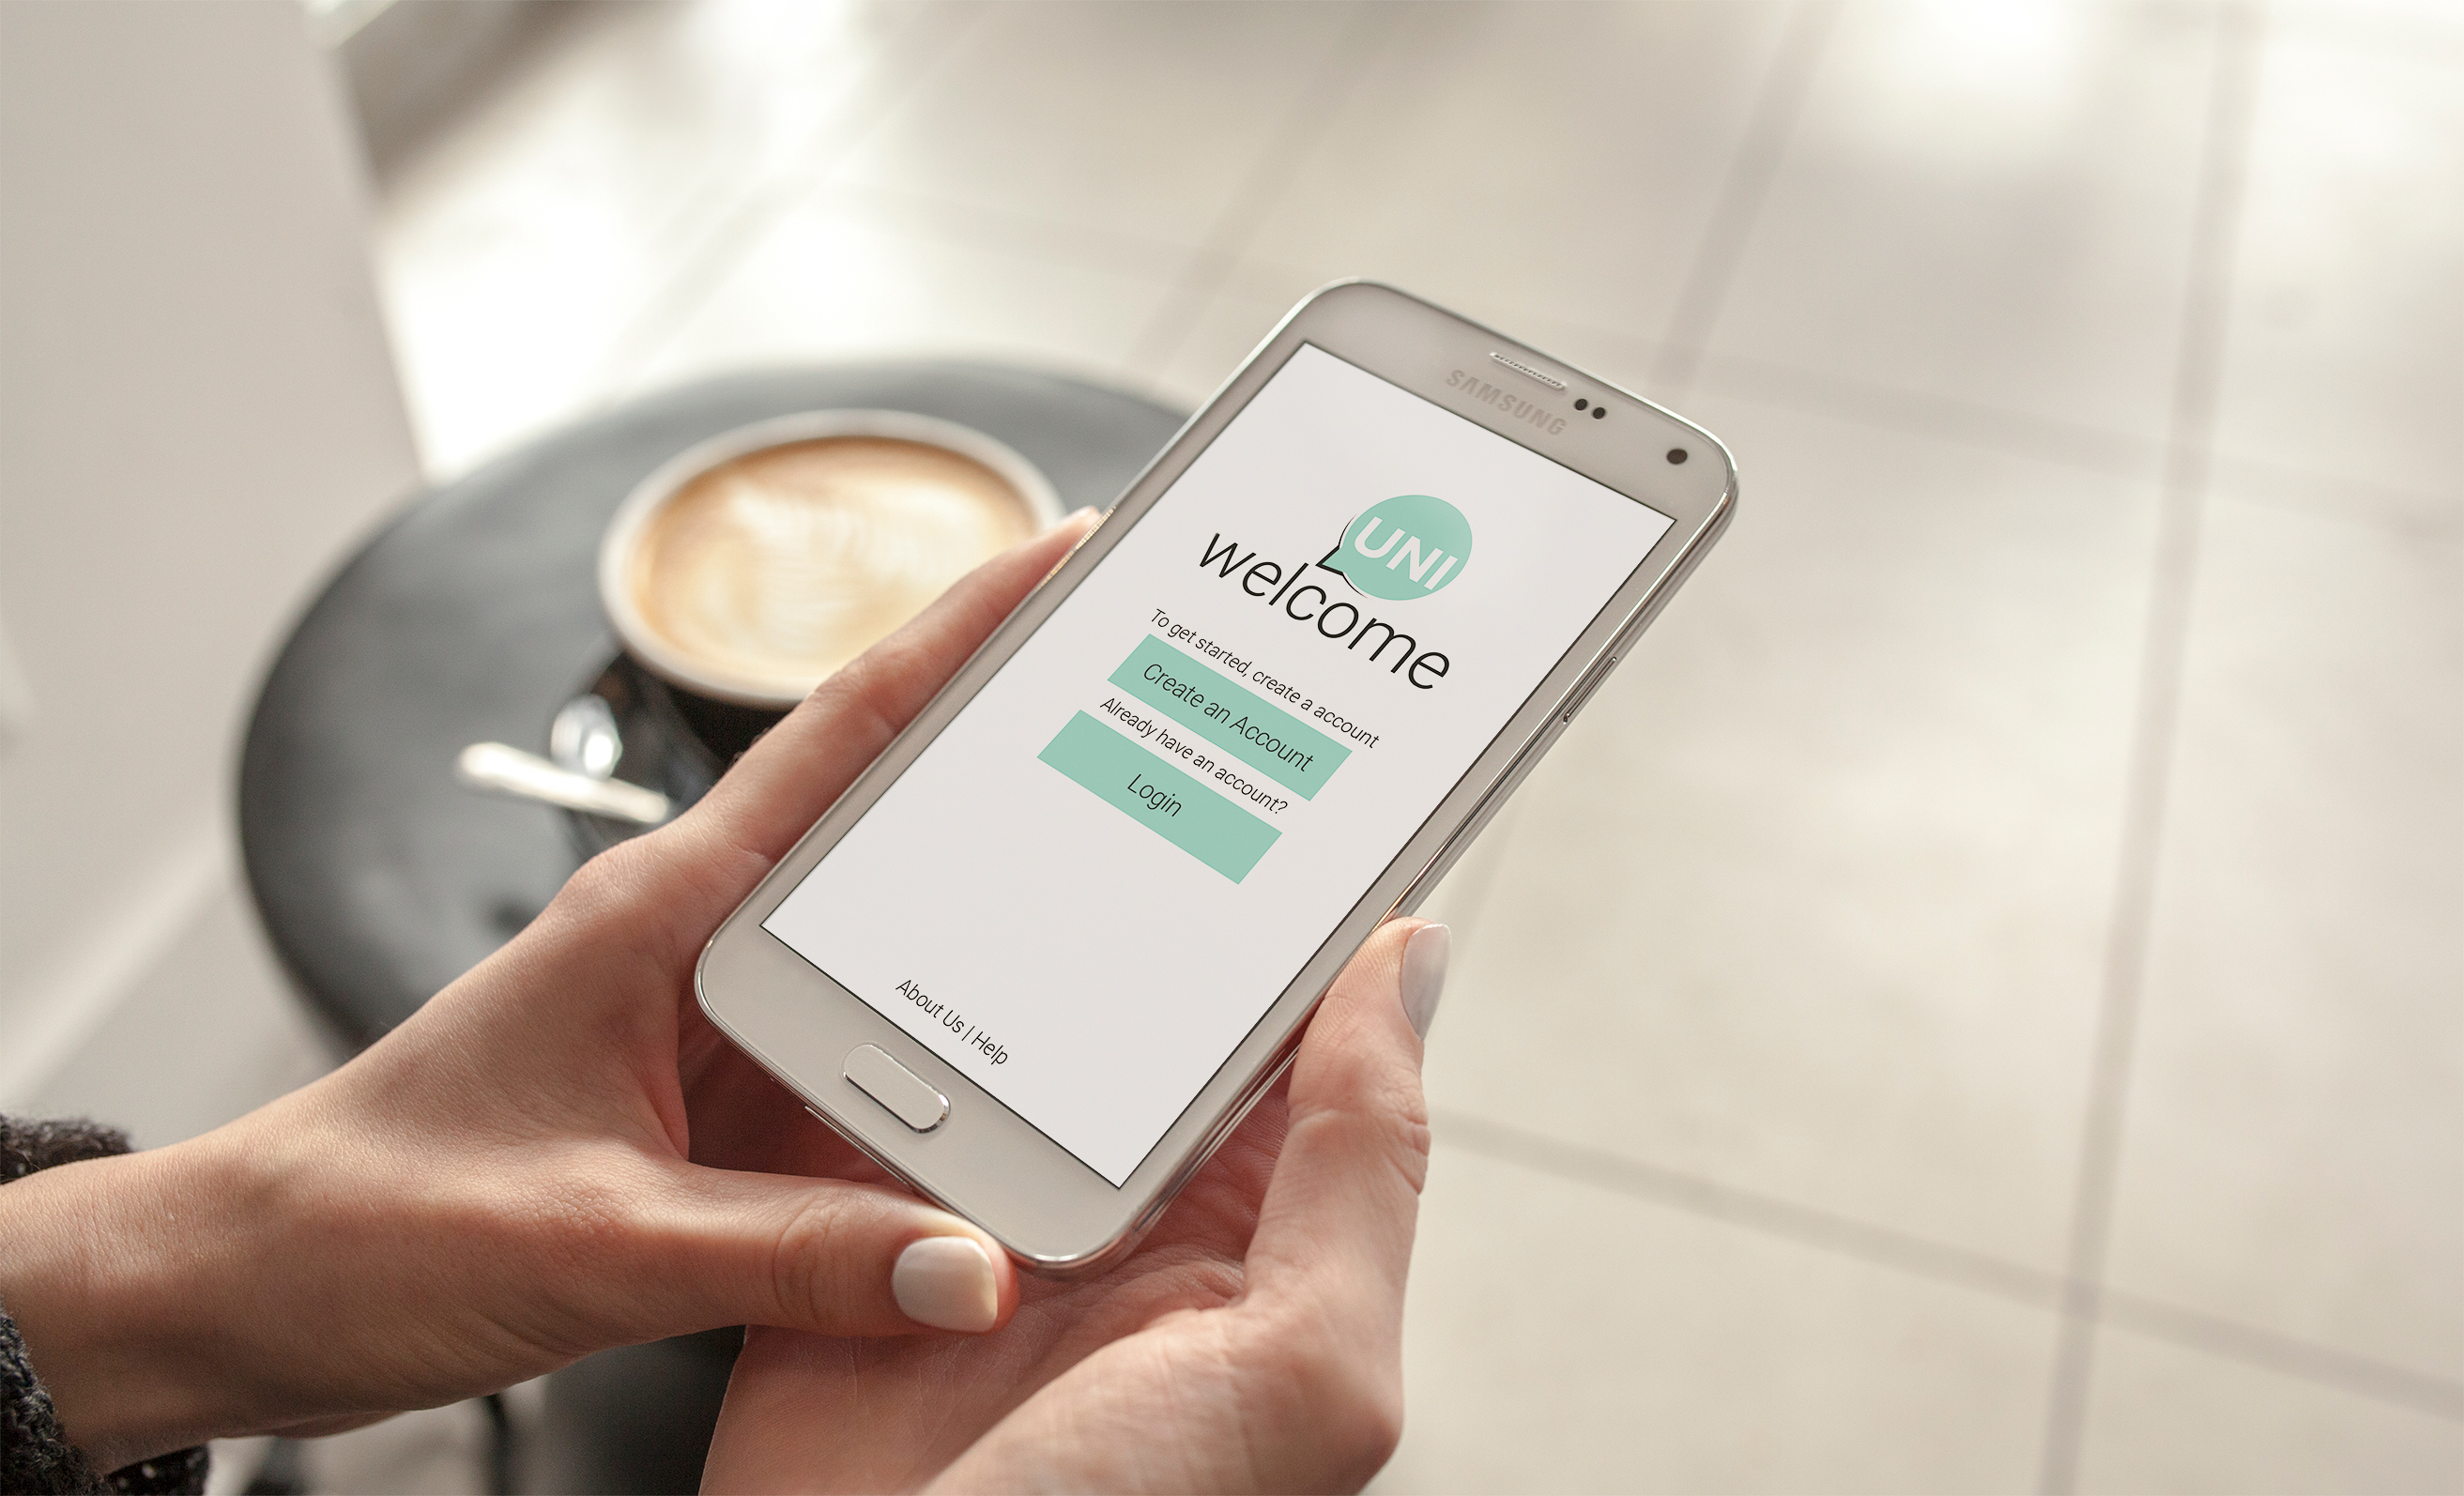 SAMSUNG
UNI
welcome
To get started, create a account
Create an Account
Already have an account?
Login
About Us | Help